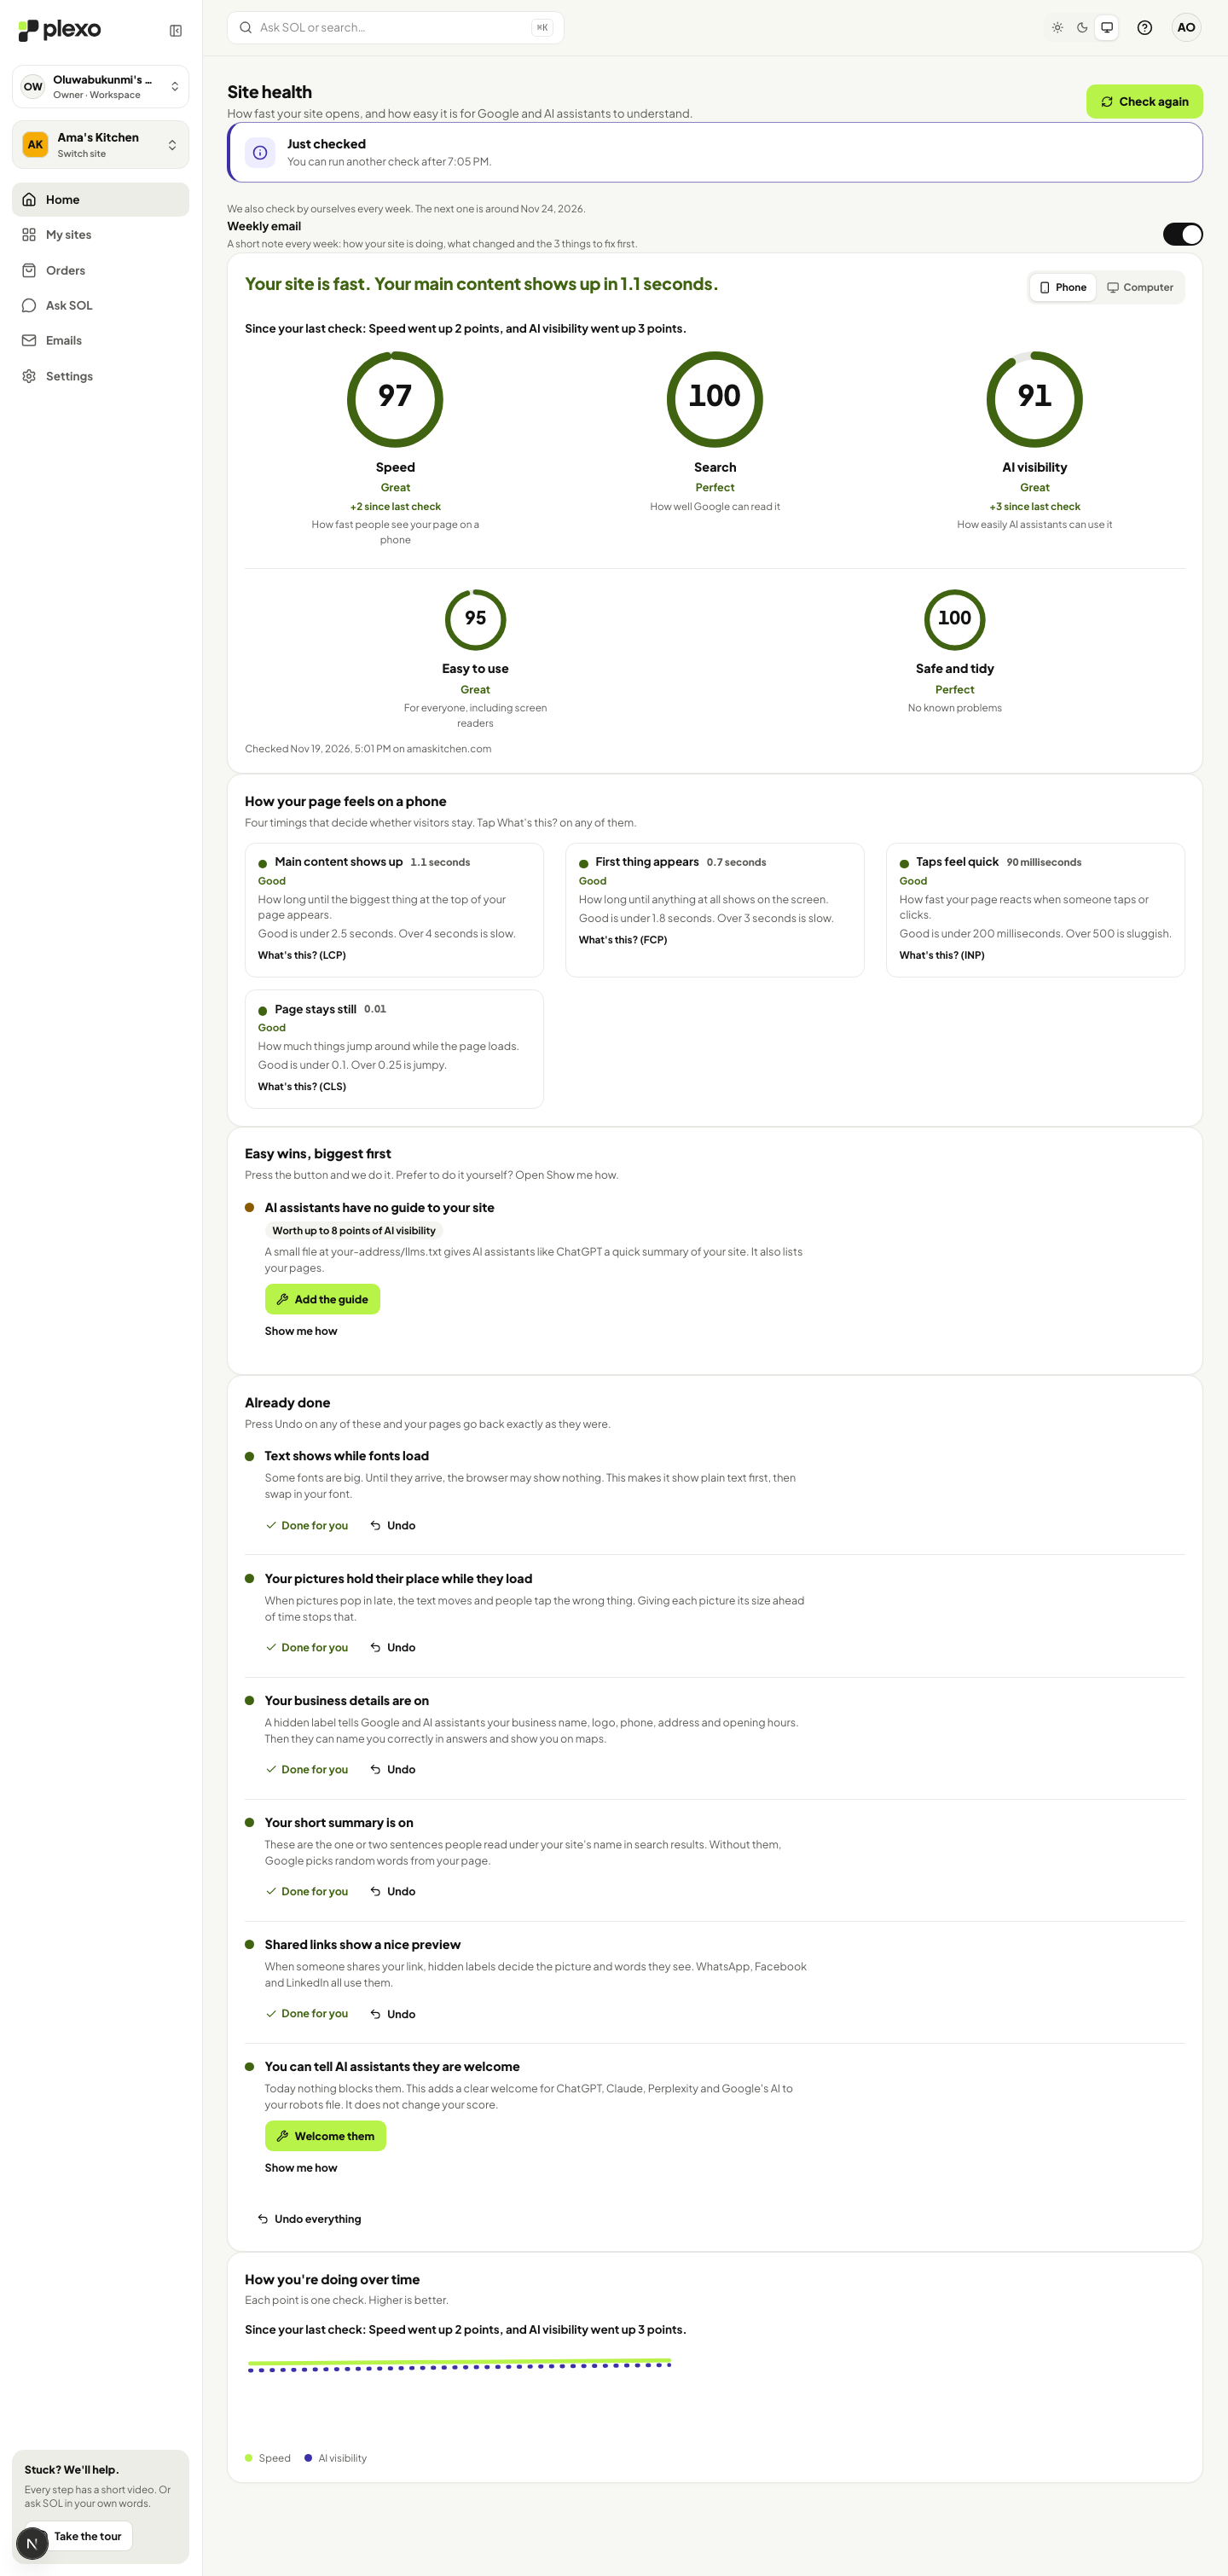 plexo
OW
Oluwabukunmi's ...
Owner · Workspace
AK
Ama's Kitchen
Switch site
Home
My sites
Orders
Ask SOL
Emails
Settings
Stuck? We'll help.
Every step has a short video. Or
ask SOL in your own words.
N
Take the tour
Ask SOL or search...
⌘K
AO
Site health
How fast your site opens, and how easy it is for Google and AI assistants to understand.
Check again
Just checked
You can run another check after 7:05 PM.
We also check by ourselves every week. The next one is around Nov 24, 2026.
Weekly email
A short note every week: how your site is doing, what changed and the 3 things to fix first.
Your site is fast. Your main content shows up in 1.1 seconds.
Phone
Computer
Since your last check: Speed went up 2 points, and AI visibility went up 3 points.
97
Speed
Great
+2 since last check
How fast people see your page on a
phone
100
Search
Perfect
How well Google can read it
91
AI visibility
Great
+3 since last check
How easily AI assistants can use it
95
Easy to use
Great
For everyone, including screen
readers
100
Safe and tidy
Perfect
No known problems
Checked Nov 19, 2026, 5:01 PM on amaskitchen.com
How your page feels on a phone
Four timings that decide whether visitors stay. Tap What's this? on any of them.
Main content shows up 1.1 seconds
Good
How long until the biggest thing at the top of your
page appears.
Good is under 2.5 seconds. Over 4 seconds is slow.
What's this? (LCP)
First thing appears 0.7 seconds
Good
How long until anything at all shows on the screen.
Good is under 1.8 seconds. Over 3 seconds is slow.
What's this? (FCP)
Taps feel quick 90 milliseconds
Good
How fast your page reacts when someone taps or
clicks.
Good is under 200 milliseconds. Over 500 is sluggish.
What's this? (INP)
Page stays still 0.01
Good
How much things jump around while the page loads.
Good is under 0.1. Over 0.25 is jumpy.
What's this? (CLS)
Easy wins, biggest first
Press the button and we do it. Prefer to do it yourself? Open Show me how.
AI assistants have no guide to your site
Worth up to 8 points of AI visibility
A small file at your-address/llms.txt gives AI assistants like ChatGPT a quick summary of your site. It also lists
your pages.
Add the guide
Show me how
Already done
Press Undo on any of these and your pages go back exactly as they were.
Text shows while fonts load
Some fonts are big. Until they arrive, the browser may show nothing. This makes it show plain text first, then
swap in your font.
Done for you Undo
Your pictures hold their place while they load
When pictures pop in late, the text moves and people tap the wrong thing. Giving each picture its size ahead
of time stops that.
Done for you Undo
Your business details are on
A hidden label tells Google and AI assistants your business name, logo, phone, address and opening hours.
Then they can name you correctly in answers and show you on maps.
Done for you Undo
Your short summary is on
These are the one or two sentences people read under your site's name in search results. Without them,
Google picks random words from your page.
Done for you Undo
Shared links show a nice preview
When someone shares your link, hidden labels decide the picture and words they see. WhatsApp, Facebook
and LinkedIn all use them.
Done for you Undo
You can tell AI assistants they are welcome
Today nothing blocks them. This adds a clear welcome for ChatGPT, Claude, Perplexity and Google's AI to
your robots file. It does not change your score.
Welcome them
Show me how
Undo everything
How you're doing over time
Each point is one check. Higher is better.
Since your last check: Speed went up 2 points, and AI visibility went up 3 points.
Speed
AI visibility